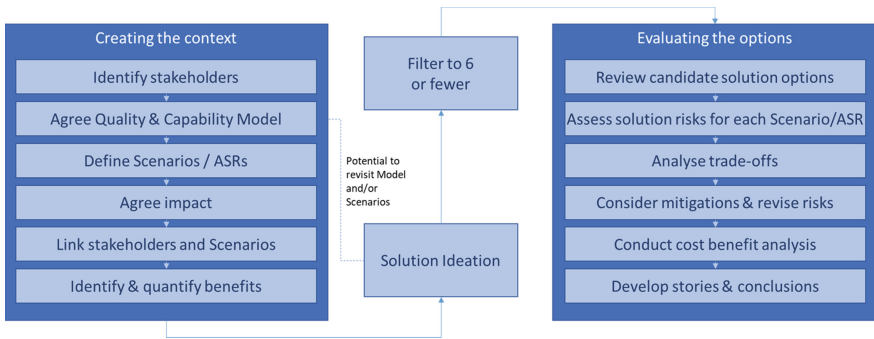 Creating the context
Identify stakeholders
Agree Quality & Capability Model
Define Scenarios / ASRs
Agree impact
Link stakeholders and Scenarios
Identify & quantify benefits
Potential to
revisit Model
and/or
Scenarios
Solution Ideation
Filter to 6
or fewer
Evaluating the options
Review candidate solution options
Assess solution risks for each Scenario/ASR
Analyse trade-offs
Consider mitigations & revise risks
Conduct cost benefit analysis
Develop stories & conclusions